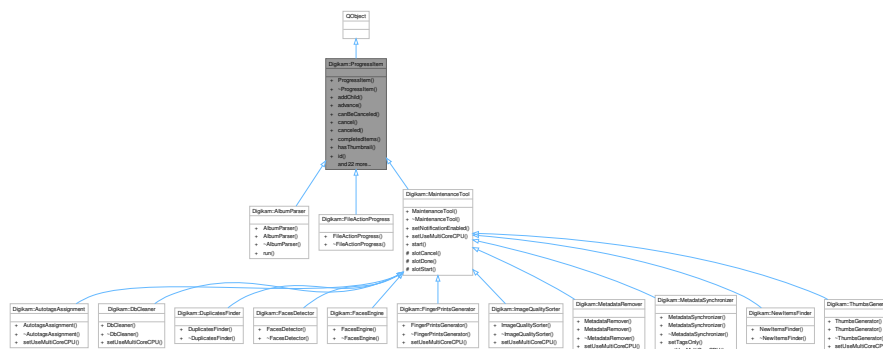 QObject
Digikam::ProgressItem
+ ProgressItem()
+ ~ProgressItem()
+ addChild()
+ advance()
+ canBeCanceled()
+ cancel()
+ canceled()
+ completedItems()
+ hasThumbnail()
+ id()
and 22 more...
Digikam::AlbumParser
+ AlbumParser()
+ AlbumParser()
+ ~AlbumParser()
+ run()
Digikam::FileActionProgress
+ FileActionProgress()
+ ~FileActionProgress()
Digikam::MaintenanceTool
+ MaintenanceTool()
+ ~MaintenanceTool()
+ setNotificationEnabled()
+ setUseMultiCoreCPU()
+ start()
# slotCancel()
# slotDone()
# slotStart()
Digikam::AutotagsAssignment
+ AutotagsAssignment()
+ ~AutotagsAssignment()
+ setUseMultiCoreCPU()
Digikam::DbCleaner
+ DbCleaner()
+ ~DbCleaner()
+ setUseMultiCoreCPU()
Digikam::DuplicatesFinder
+ DuplicatesFinder()
+ ~DuplicatesFinder()
Digikam::FacesDetector
+ FacesDetector()
+ ~FacesDetector()
Digikam::FacesEngine
+ FacesEngine()
+ ~FacesEngine()
Digikam::FingerPrintsGenerator
+ FingerPrintsGenerator()
+ ~FingerPrintsGenerator()
+ setUseMultiCoreCPU()
Digikam::ImageQualitySorter
+ ImageQualitySorter()
+ ~ImageQualitySorter()
+ setUseMultiCoreCPU()
Digikam::MetadataRemover
+ MetadataRemover()
+ MetadataRemover()
+ ~MetadataRemover()
+ setUseMultiCoreCPU()
Digikam::MetadataSynchronizer
+ MetadataSynchronizer()
+ MetadataSynchronizer()
+ ~MetadataSynchronizer()
+ setTagsOnly()
Digikam::NewItemsFinder
+ NewItemsFinder()
+ ~NewItemsFinder()
Digikam::ThumbsGener
+ ThumbsGenerator()
+ ThumbsGenerator()
+ ~ThumbsGenerator()
+ setUseMultiCoreCP